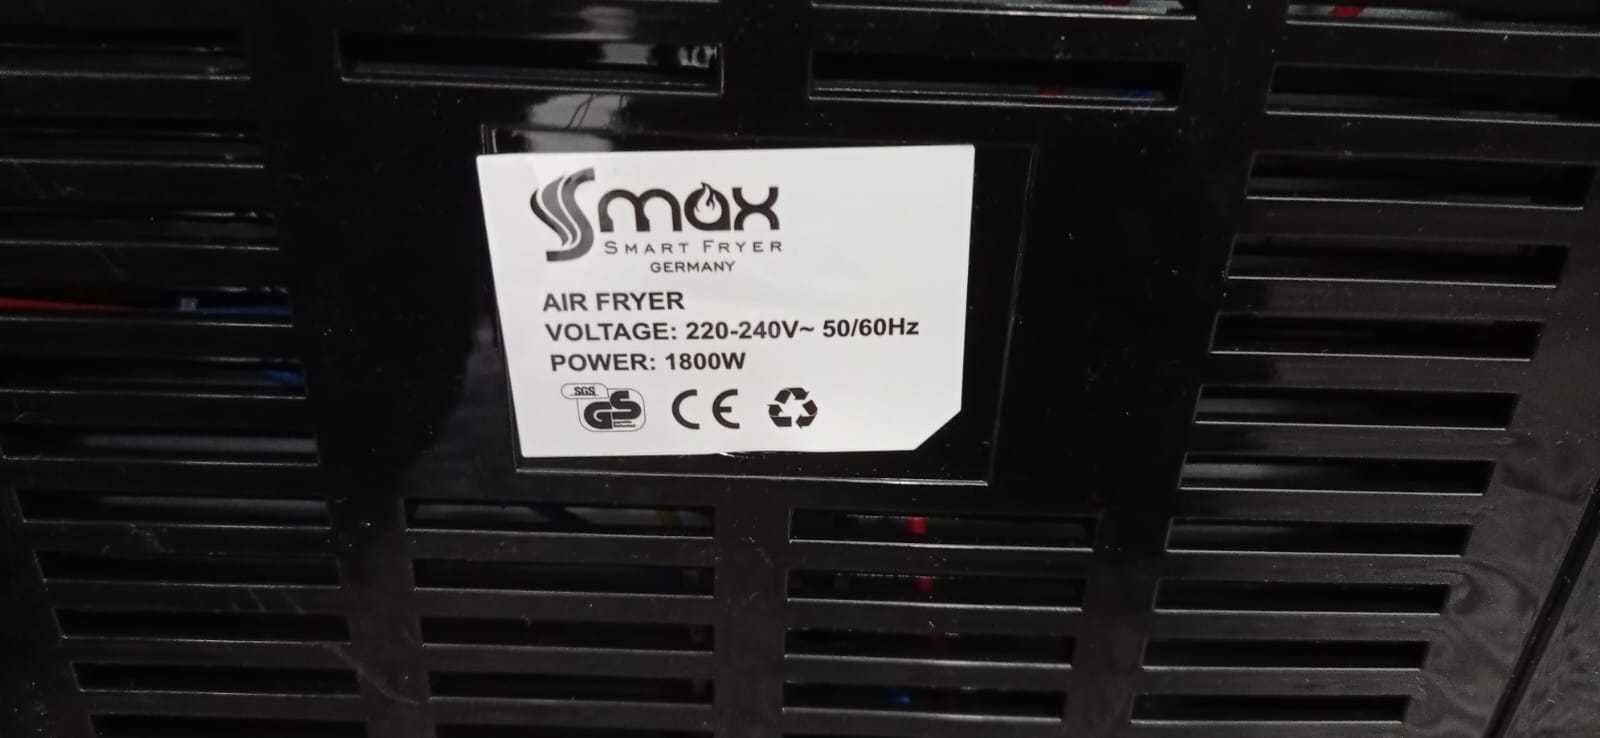 Smax
SMART FRYER
GERMANY
AIR FRYER
VOLTAGE: 220-240V~ 50/60Hz
POWER: 1800W
SGS
GS
CE